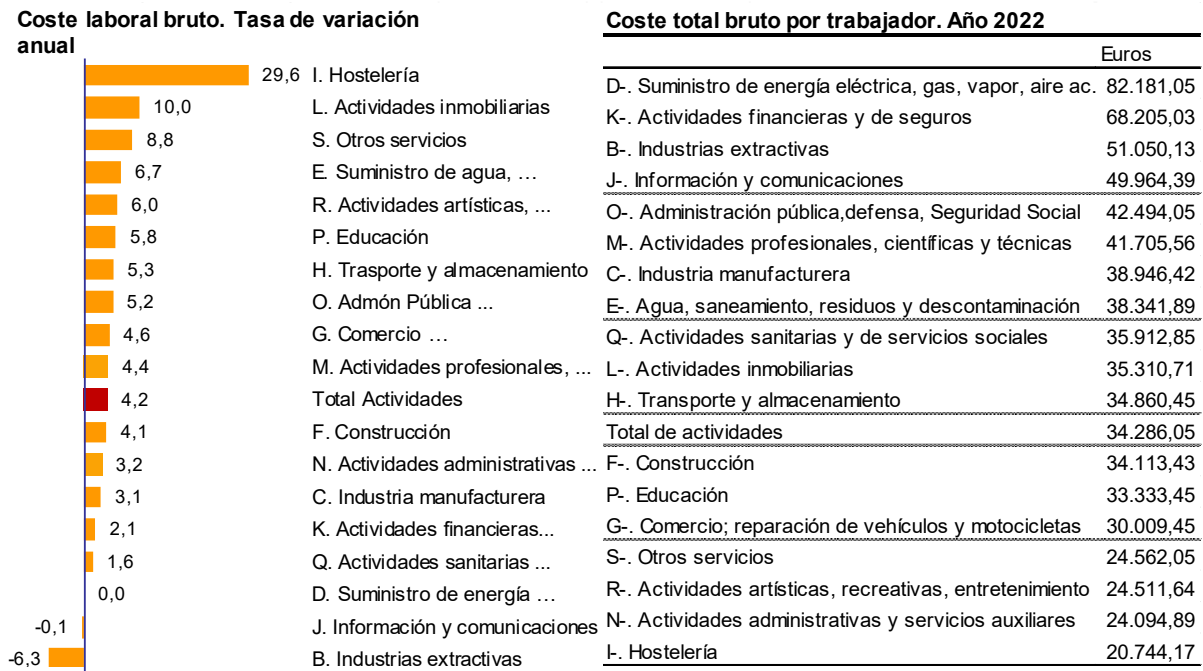 Coste laboral bruto. Tasa de variación
anual
29,6 I. Hostelería
10,0 L. Actividades inmobiliarias
8,8 S. Otros servicios
6,7 E. Suministro de agua, …
6,0 R. Actividades artísticas, ...
5,8 P. Educación
5,3 H. Trasporte y almacenamiento
5,2 O. Admón Pública ...
4,6 G. Comercio …
4,4 M. Actividades profesionales, ...
4,2 Total Actividades
4,1 F. Construcción
3,2 N. Actividades administrativas ...
3,1 C. Industria manufacturera
2,1 K. Actividades financieras...
1,6 Q. Actividades sanitarias ...
0,0 D. Suministro de energía …
-0,1 J. Información y comunicaciones
-6,3 B. Industrias extractivas
Coste total bruto por trabajador. Año 2022
Euros
D-. Suministro de energía eléctrica, gas, vapor, aire ac. 82.181,05
K-. Actividades financieras y de seguros 68.205,03
B-. Industrias extractivas 51.050,13
J-. Información y comunicaciones 49.964,39
O-. Administración pública,defensa, Seguridad Social 42.494,05
M-. Actividades profesionales, científicas y técnicas 41.705,56
C-. Industria manufacturera 38.946,42
E-. Agua, saneamiento, residuos y descontaminación 38.341,89
Q-. Actividades sanitarias y de servicios sociales 35.912,85
L-. Actividades inmobiliarias 35.310,71
H-. Transporte y almacenamiento 34.860,45
Total de actividades 34.286,05
F-. Construcción 34.113,43
P-. Educación 33.333,45
G-. Comercio; reparación de vehículos y motocicletas 30.009,45
S-. Otros servicios 24.562,05
R-. Actividades artísticas, recreativas, entretenimiento 24.511,64
N-. Actividades administrativas y servicios auxiliares 24.094,89
I-. Hostelería 20.744,17